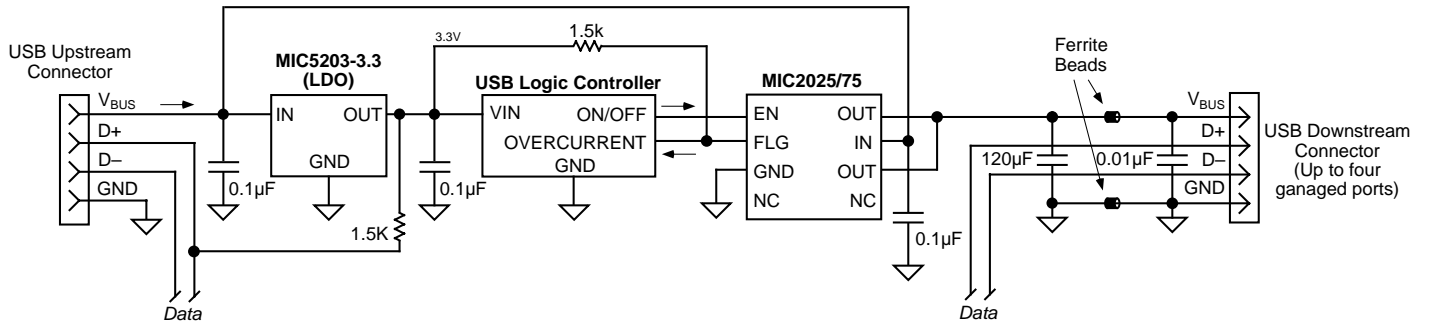 USB Upstream
Connector
V_BUS
D+
D–
GND
Data
0.1µF
MIC5203-3.3
(LDO)
IN
OUT
GND
1.5K
3.3V
1.5k
0.1µF
USB Logic Controller
VIN
ON/OFF
OVERCURRENT
GND
MIC2025/75
EN
FLG
GND
NC
OUT
IN
OUT
NC
0.1µF
Ferrite
Beads
120µF
0.01µF
Data
V_BUS
D+
D–
GND
USB Downstream
Connector
(Up to four
ganaged ports)